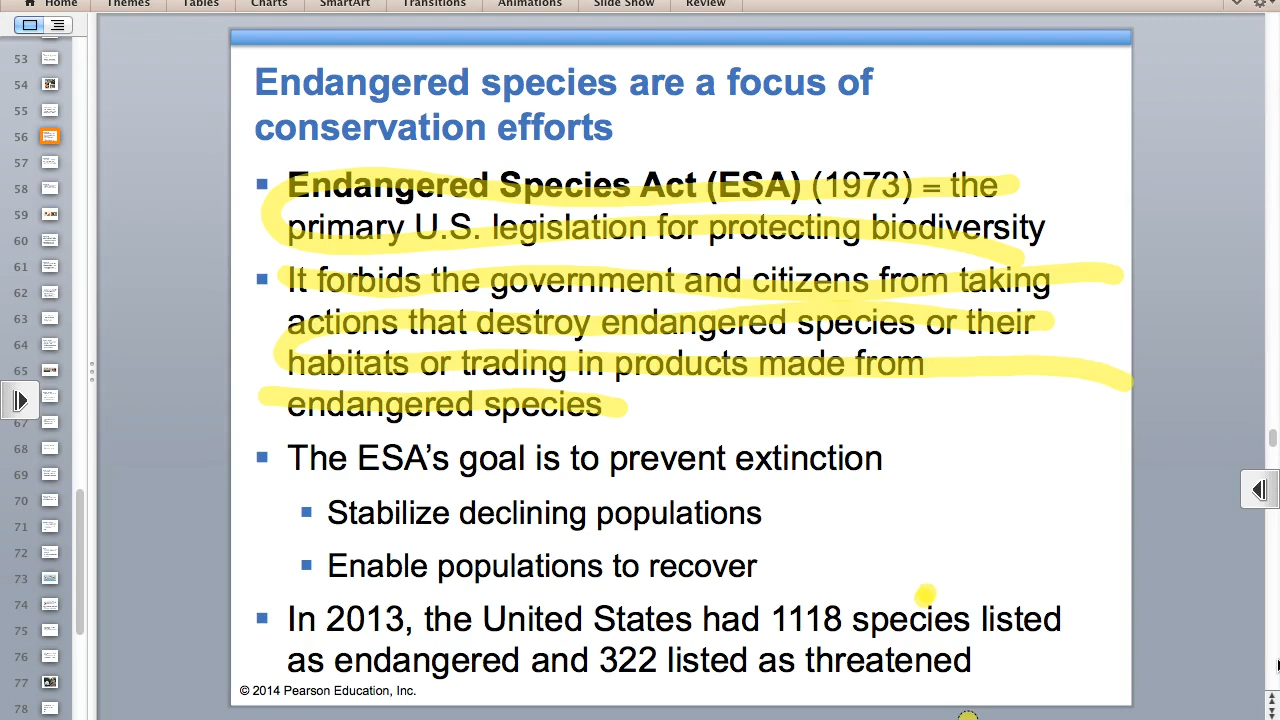 Home Themes Tables Charts SmartArt Transitions Animations Slide Show Review
53
54
55
56
57
58
59
60
61
62
63
64
65
67
68
69
70
71
72
73
74
75
76
77
78
Endangered species are a focus of
conservation efforts
Endangered Species Act (ESA) (1973) = the
primary U.S. legislation for protecting biodiversity
It forbids the government and citizens from taking
actions that destroy endangered species or their
habitats or trading in products made from
endangered species
The ESA’s goal is to prevent extinction
Stabilize declining populations
Enable populations to recover
In 2013, the United States had 1118 species listed
as endangered and 322 listed as threatened
© 2014 Pearson Education, Inc.